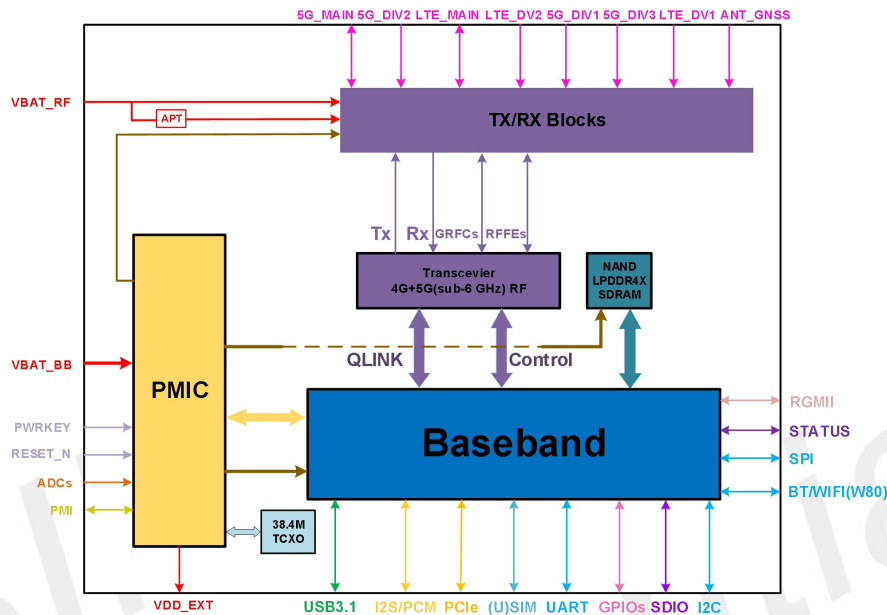 5G_MAIN 5G_DIV2 LTE_MAIN LTE_DV2 5G_DIV1 5G_DIV3 LTE_DV1 ANT_GNSS
VBAT_RF
APT
TX/RX Blocks
Tx Rx GRFCs RFFEs
Transcevier
4G+5G(sub-6 GHz) RF
NAND
LPDDR4X
SDRAM
QLINK
Control
VBAT_BB
PMIC
Baseband
RGMII
STATUS
SPI
BT/WIFI(W80)
PWRKEY
RESET_N
ADCs
PMI
38.4M
TCXO
VDD_EXT
USB3.1 I2S/PCM PCIe (U)SIM UART GPIOs SDIO I2C